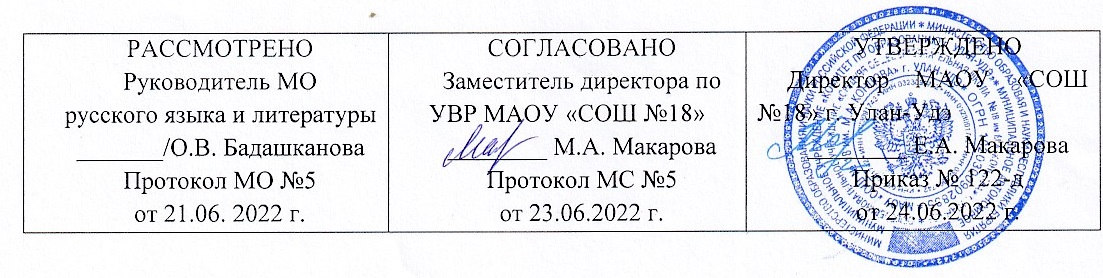 РАССМОТРЕНО
Руководитель МО
русского языка и литературы
_______/О.В. Бадашканова
Протокол МО №5
от 21.06. 2022 г.
СОГЛАСОВАНО
Заместитель директора по
УВР МАОУ «СОШ №18»
________ М.А. Макарова
Протокол МС №5
от 23.06.2022 г.
УТВЕРЖДЕНО
Директор МАОУ «СОШ
№18» г. Улан-Удэ
________ Е.А. Макарова
Приказ № 122-д
от 24.06.2022 г.